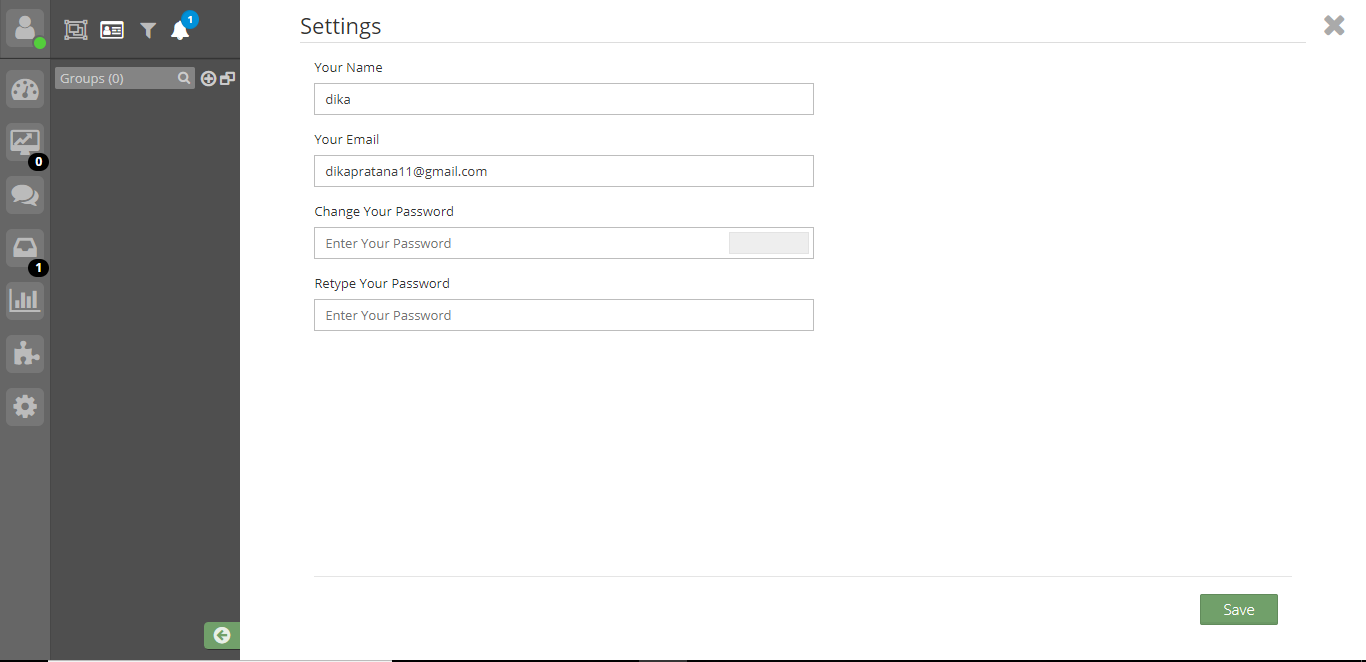 1
Settings
Groups (0)
Your Name
dika
0
Your Email
dikapratana11@gmail.com
Change Your Password
Enter Your Password
1
Retype Your Password
Enter Your Password
Save